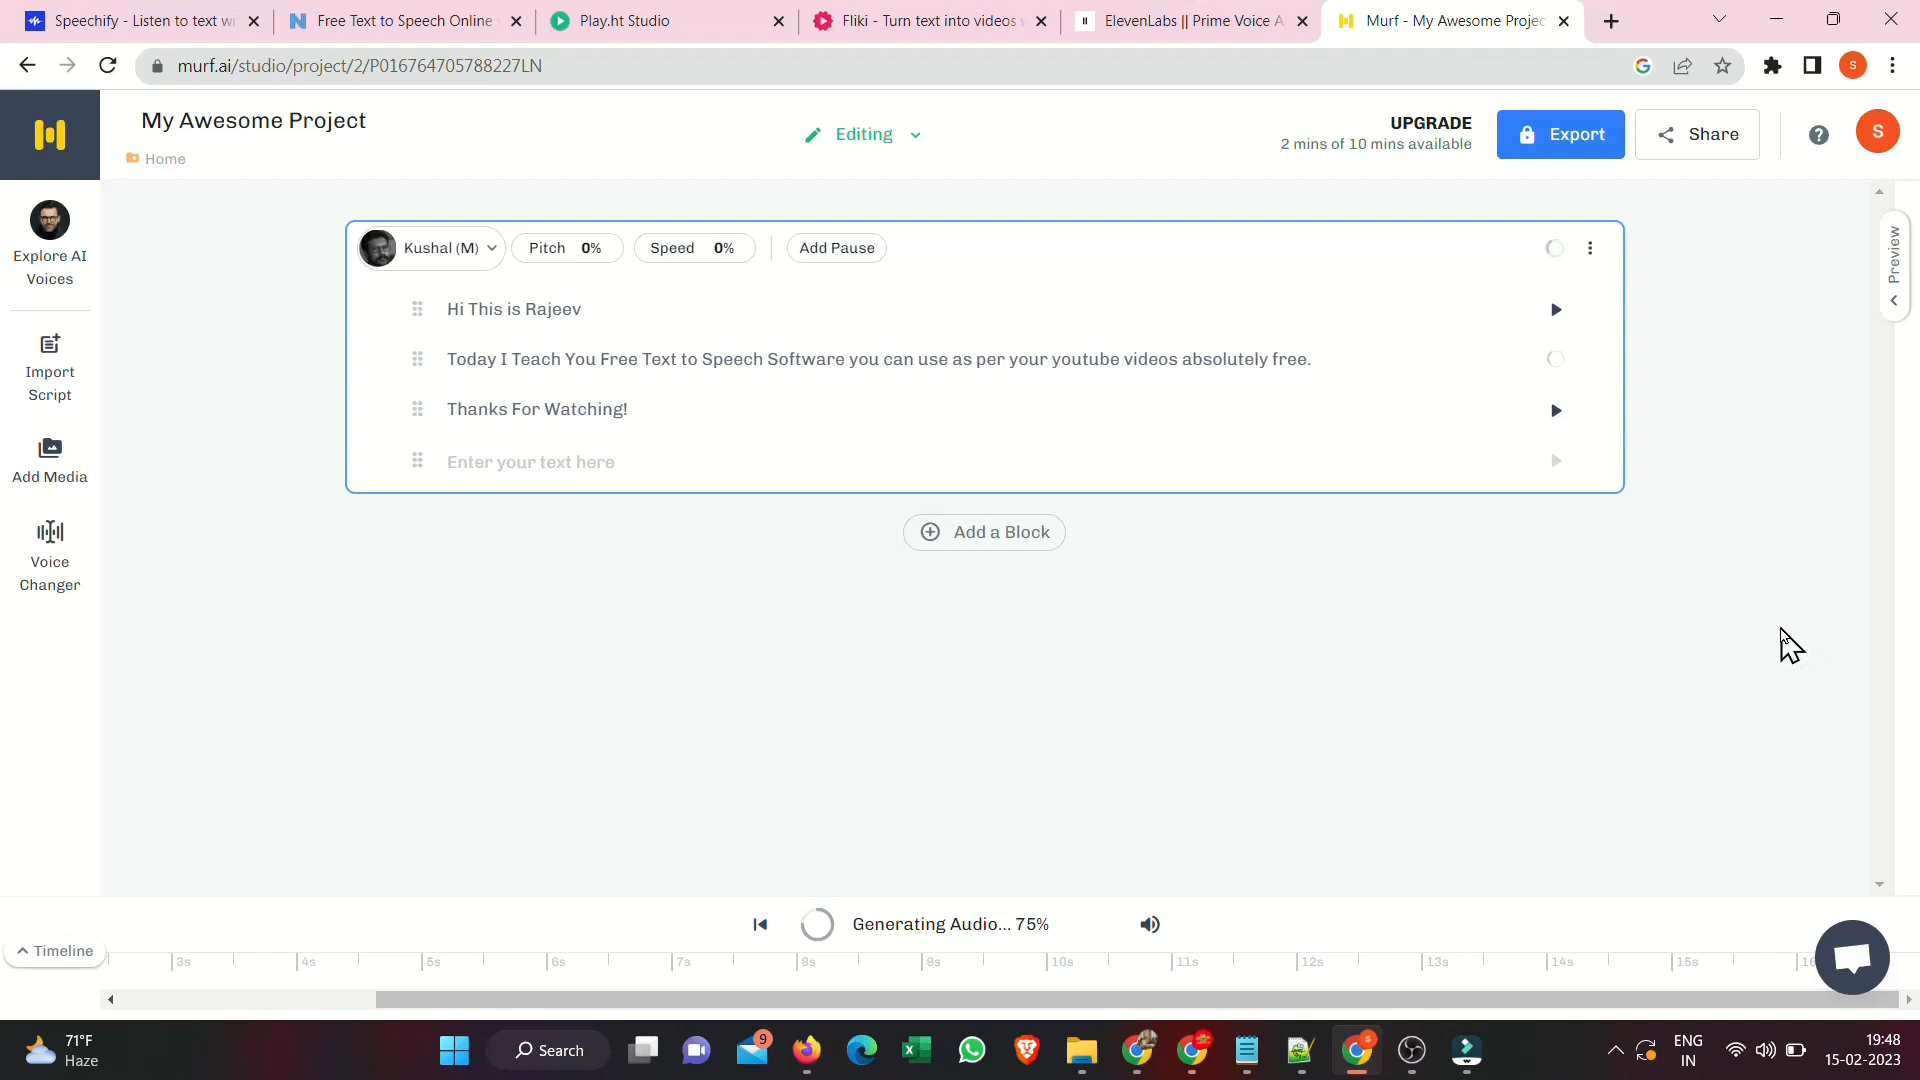 Speechify - Listen to text wi
Free Text to Speech Online
Play.ht Studio
Fliki - Turn text into videos
ElevenLabs || Prime Voice A
Murf - My Awesome Projec
murf.ai/studio/project/2/P016764705788227LN
S
My Awesome Project
Home
Editing
UPGRADE
2 mins of 10 mins available
Export
Share
?
S
Explore AI
Voices
Import
Script
Add Media
Voice
Changer
Kushal (M)
Pitch 0%
Speed 0%
Add Pause
Hi This is Rajeev
Today I Teach You Free Text to Speech Software you can use as per your youtube videos absolutely free.
Thanks For Watching!
Enter your text here
Add a Block
Preview
Generating Audio... 75%
Timeline
3s 4s 5s 6s 7s 8s 9s 10s 11s 12s 13s 14s 15s 16
71°F
Haze
Search
9
ENG
IN
19:48
15-02-2023